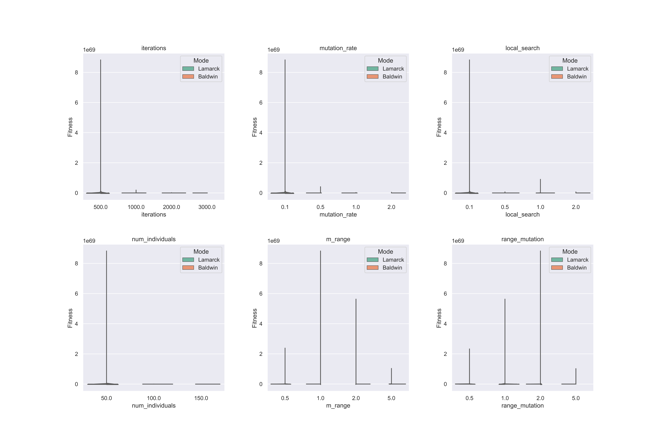 iterations
1e69
Mode
Lamarck
Baldwin
8
6
4
2
0
Fitness
500.0 1000.0 2000.0 3000.0
iterations
mutation_rate
1e69
Mode
Lamarck
Baldwin
8
6
4
2
0
Fitness
0.1 0.5 1.0 2.0
mutation_rate
local_search
1e69
Mode
Lamarck
Baldwin
8
6
4
2
0
Fitness
0.1 0.5 1.0 2.0
local_search
num_individuals
1e69
Mode
Lamarck
Baldwin
8
6
4
2
0
Fitness
50.0 100.0 150.0
num_individuals
m_range
1e69
Mode
Lamarck
Baldwin
8
6
4
2
0
Fitness
0.5 1.0 2.0 5.0
m_range
range_mutation
1e69
Mode
Lamarck
Baldwin
8
6
4
2
0
Fitness
0.5 1.0 2.0 5.0
range_mutation